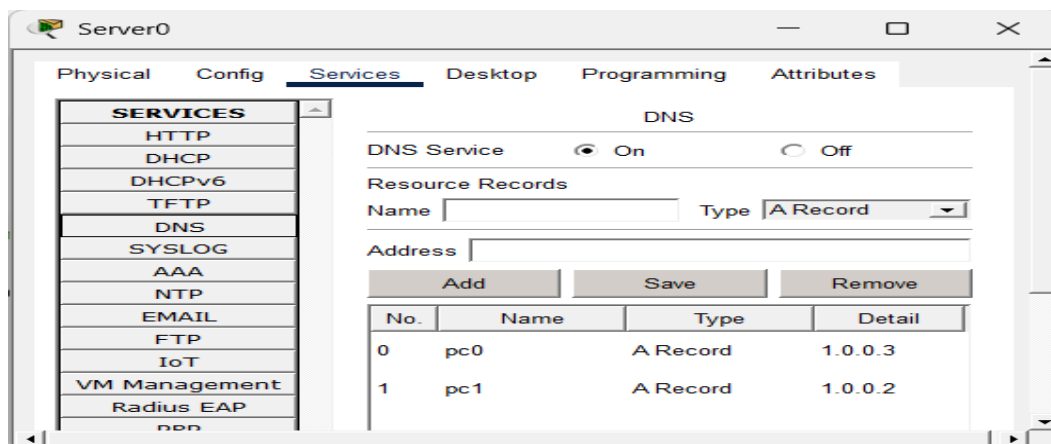 Server0
Physical Config Services Desktop Programming Attributes
SERVICES
HTTP
DHCP
DHCPv6
TFTP
DNS
SYSLOG
AAA
NTP
EMAIL
FTP
IoT
VM Management
Radius EAP
DNS
DNS Service On Off
Resource Records
Name Type A Record
Address
Add Save Remove
No. Name Type Detail
0 pc0 A Record 1.0.0.3
1 pc1 A Record 1.0.0.2